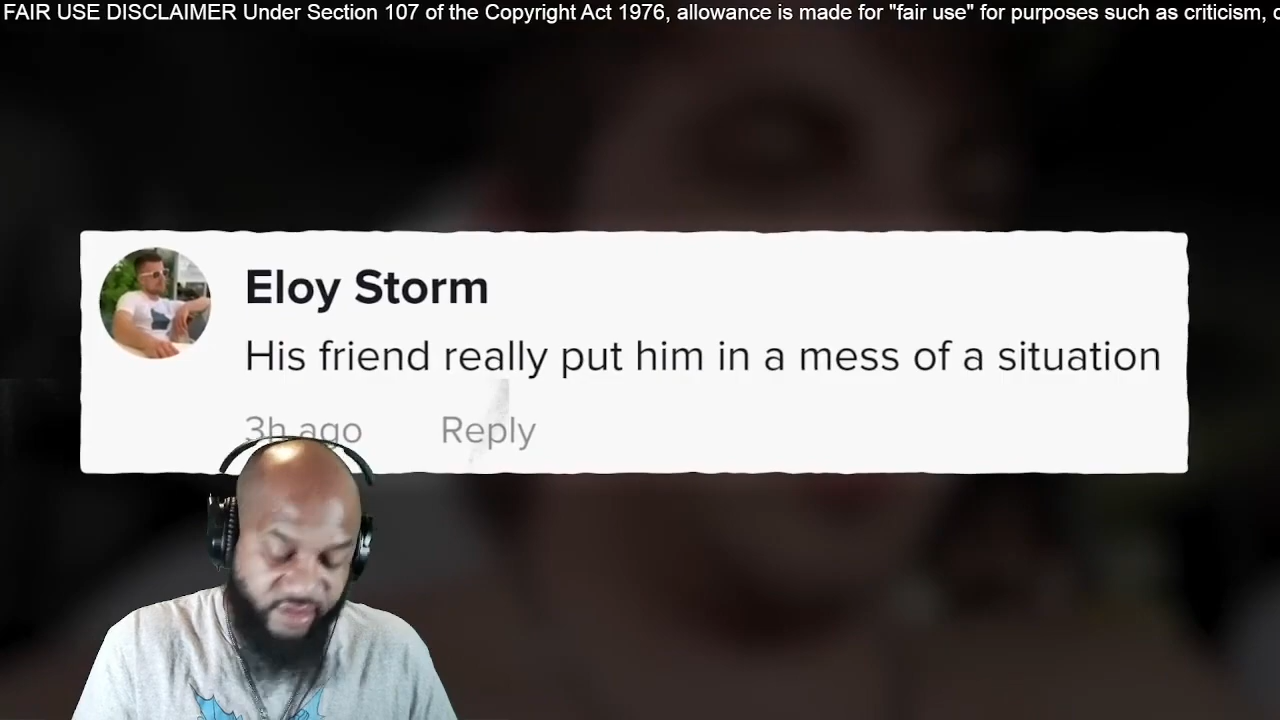 FAIR USE DISCLAIMER Under Section 107 of the Copyright Act 1976, allowance is made for "fair use" for purposes such as criticism,
Eloy Storm
His friend really put him in a mess of a situation
3h ago Reply